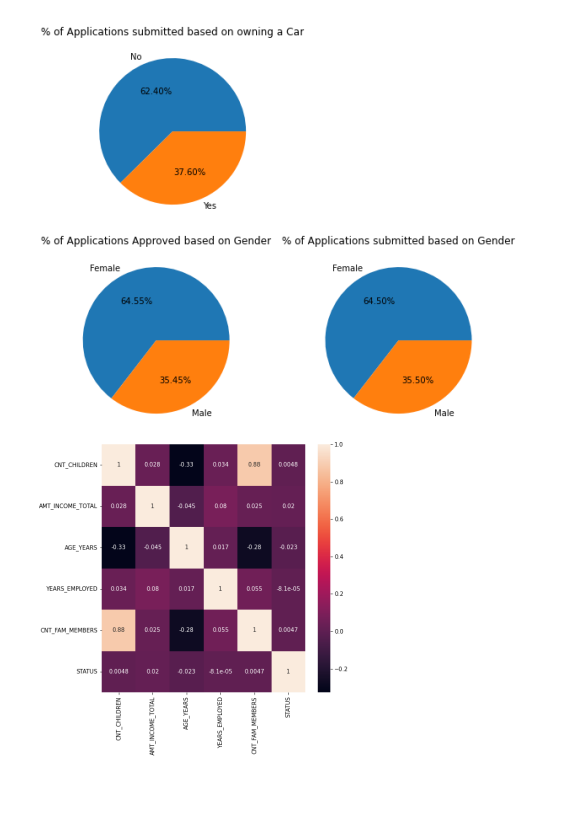 % of Applications submitted based on owning a Car
No
62.40%
37.60%
Yes
% of Applications Approved based on Gender
Female
64.55%
35.45%
Male
% of Applications submitted based on Gender
Female
64.50%
35.50%
Male
CNT_CHILDREN 1 0.028 -0.33 0.034 0.88 0.0048
AMT_INCOME_TOTAL 0.028 1 -0.045 0.08 0.025 0.02
AGE_YEARS -0.33 -0.045 1 0.017 -0.28 -0.023
YEARS_EMPLOYED 0.034 0.08 0.017 1 0.055 -8.1e-05
CNT_FAM_MEMBERS 0.88 0.025 -0.28 0.055 1 0.0047
STATUS 0.0048 0.02 -0.023 -8.1e-05 0.0047 1
CNT_CHILDREN
AMT_INCOME_TOTAL
AGE_YEARS
YEARS_EMPLOYED
CNT_FAM_MEMBERS
STATUS
1.0
0.8
0.6
0.4
0.2
0.0
−0.2